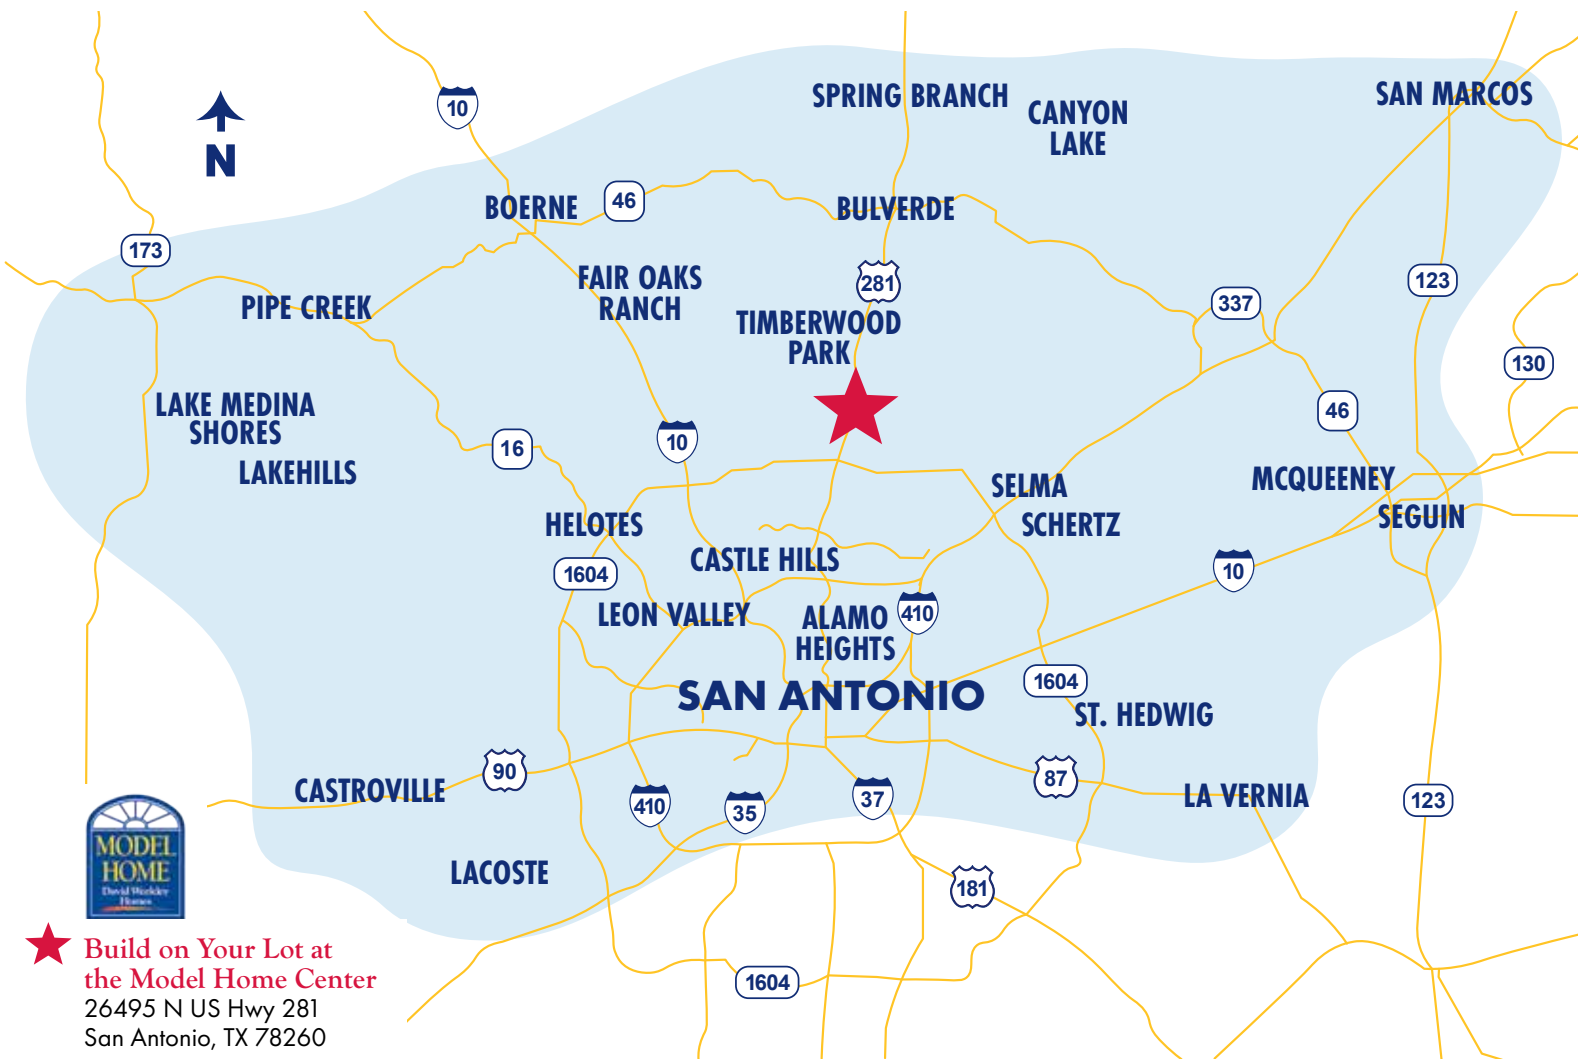 SPRING BRANCH
CANYON
LAKE
SAN MARCOS
10
N
BOERNE
46
BULVERDE
173
FAIR OAKS
RANCH
281
123
PIPE CREEK
337
TIMBERWOOD
PARK
130
LAKE MEDINA
SHORES
46
16
10
LAKEHILLS
SELMA
MCQUEENEY
HELOTES
SCHERTZ
SEGUIN
CASTLE HILLS
1604
10
LEON VALLEY
ALAMO
HEIGHTS
410
SAN ANTONIO
1604
ST. HEDWIG
90
87
CASTROVILLE
410
35
37
LA VERNIA
123
MODEL
HOME
David Weekley
Homes
LACOSTE
181
Build on Your Lot at
the Model Home Center
26495 N US Hwy 281
San Antonio, TX 78260
1604